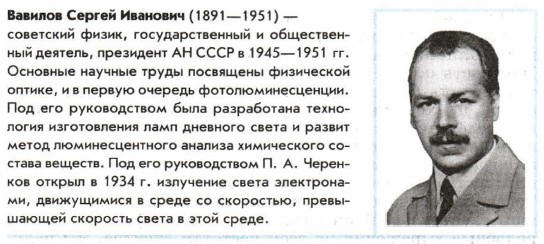 Вавилов Сергей Иванович (1891—1951) —
советский физик, государственный и обществен-
ный деятель, президент АН СССР в 1945—1951 гг.
Основные научные труды посвящены физической
оптике, и в первую очередь фотолюминесценции.
Под его руководством была разработана техно-
логия изготовления ламп дневного света и развит
метод люминесцентного анализа химического со-
става веществ. Под его руководством П. А. Черен-
ков открыл в 1934 г. излучение света электрона-
ми, движущимися в среде со скоростью, превы-
шающей скорость света в этой среде.